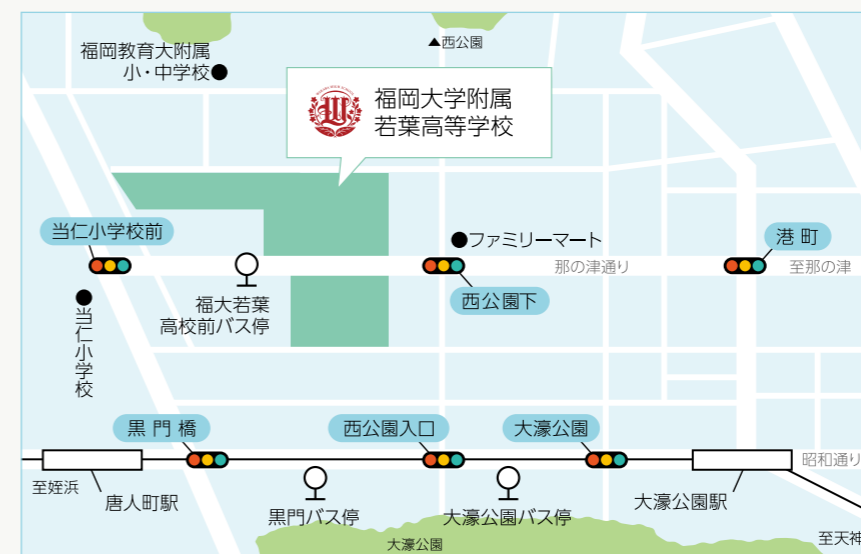 福岡教育大附属
小・中学校●
▲西公園
福岡大学附属
若葉高等学校
当仁小学校前
●ファミリーマート
港町
那の津通り
至那の津
福大若葉
高校前バス停
西公園下
●当仁小学校
黒門橋
西公園入口
大濠公園
昭和通り
至姪浜
唐人町駅
黒門バス停
大濠公園バス停
大濠公園駅
大濠公園
至天神